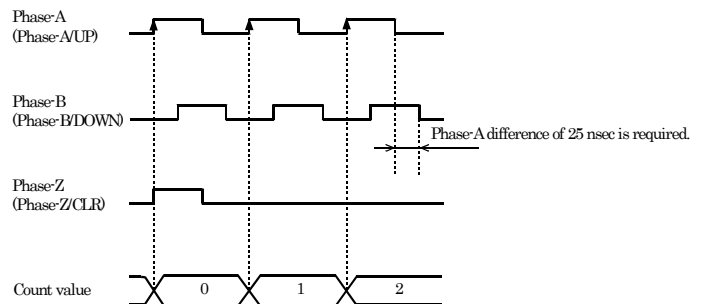 Phase-A
(Phase-A/UP)
Phase-B
(Phase-B/DOWN)
Phase-A difference of 25 nsec is required.
Phase-Z
(Phase-Z/CLR)
Count value
0
1
2